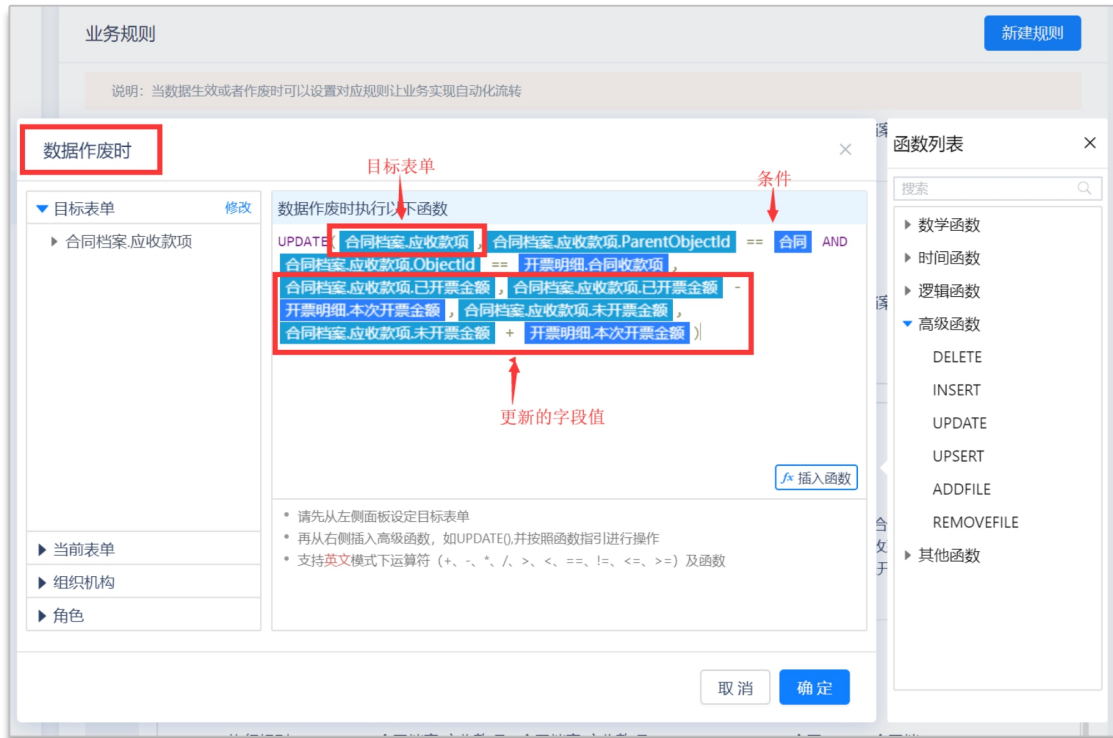 业务规则
新建规则
说明：当数据生效或者作废时可以设置对应规则让业务实现自动化流转
数据作废时
目标表单
条件
目标表单 修改
合同档案.应收款项
当前表单
组织机构
角色
数据作废时执行以下函数
UPDATE( 合同档案.应收款项 , 合同档案.应收款项.ParentObjectId == 合同 AND
合同档案.应收款项.ObjectId == 开票明细.合同收款项 ,
合同档案.应收款项.已开票金额 , 合同档案.应收款项.已开票金额 -
开票明细.本次开票金额 , 合同档案.应收款项.未开票金额 ,
合同档案.应收款项.未开票金额 + 开票明细.本次开票金额 )
更新的字段值
fx 插入函数
• 请先从左侧面板设定目标表单
• 再从右侧插入高级函数，如UPDATE(),并按照函数指引进行操作
• 支持英文模式下运算符（+、-、*、/、>、<、==、!=、<=、>=）及函数
取消
确定
函数列表
搜索
数学函数
时间函数
逻辑函数
高级函数
DELETE
INSERT
UPDATE
UPSERT
ADDFILE
REMOVEFILE
其他函数